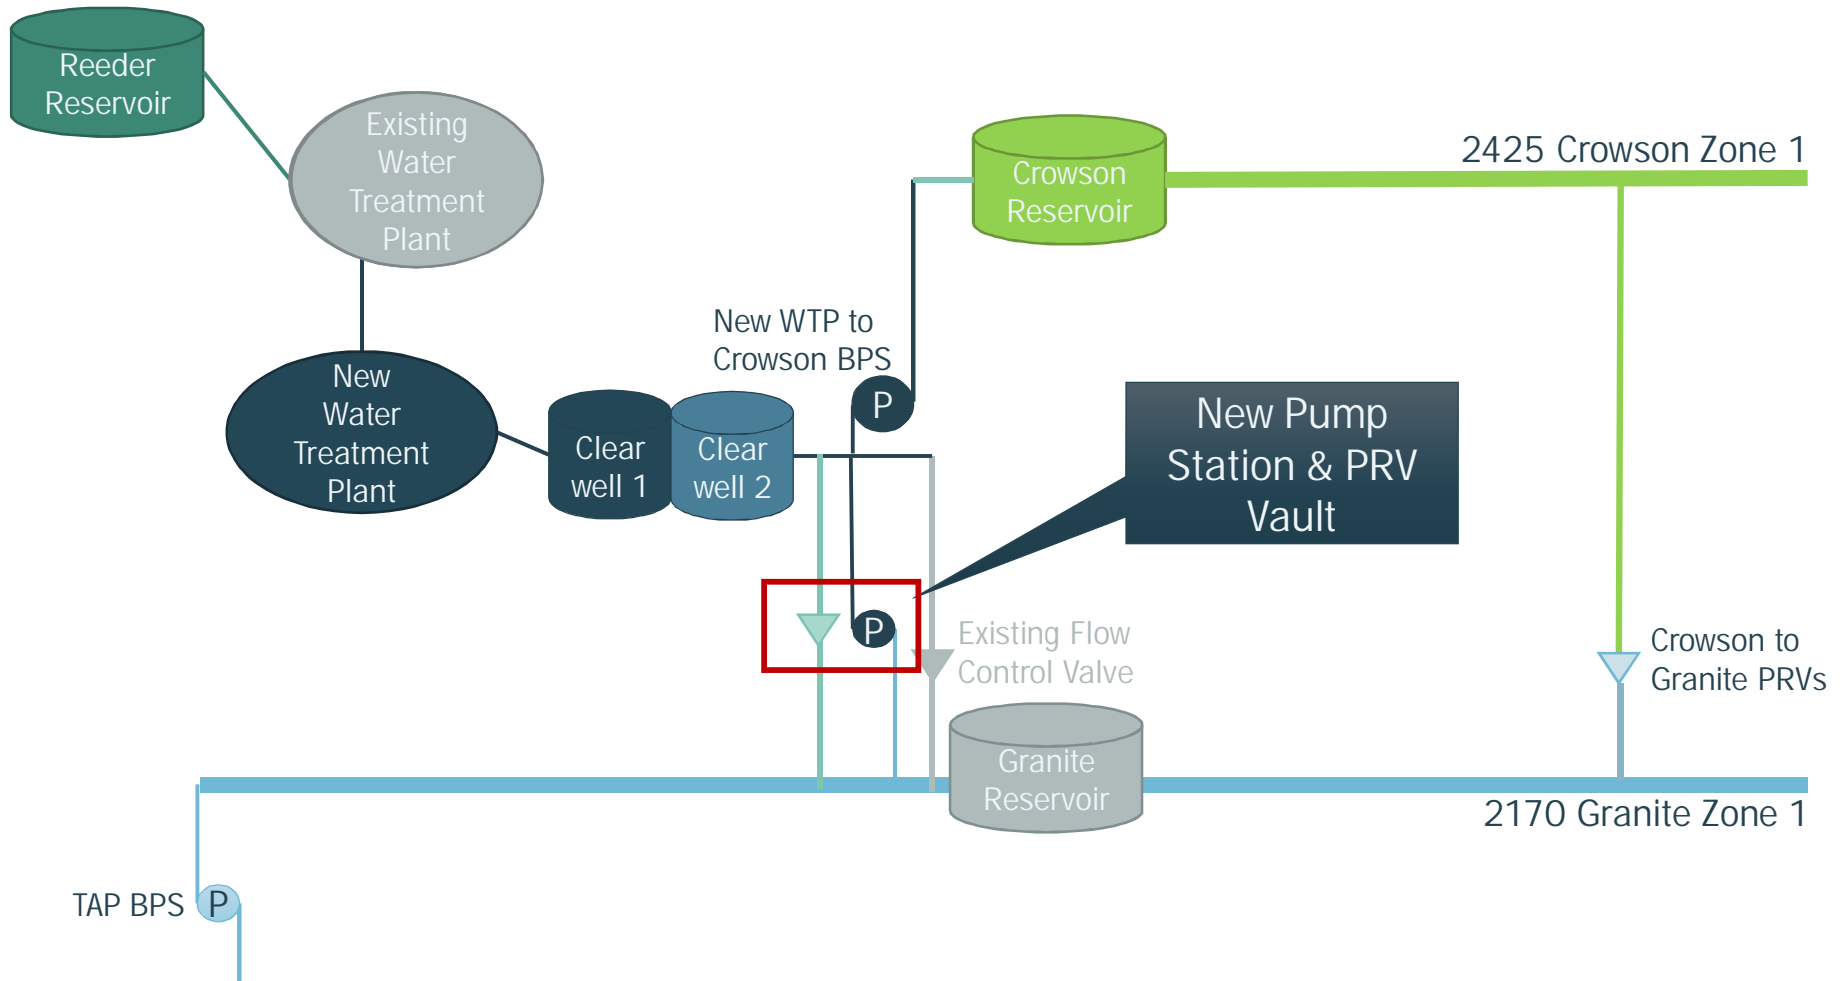 Reeder
Reservoir
Existing
Water
Treatment
Plant
2425 Crowson Zone 1
Crowson
Reservoir
New WTP to
Crowson BPS
P
New
Water
Treatment
Plant
Clear
well 1
Clear
well 2
New Pump
Station & PRV
Vault
P
Existing Flow
Control Valve
Crowson to
Granite PRVs
Granite
Reservoir
2170 Granite Zone 1
TAP BPS
P